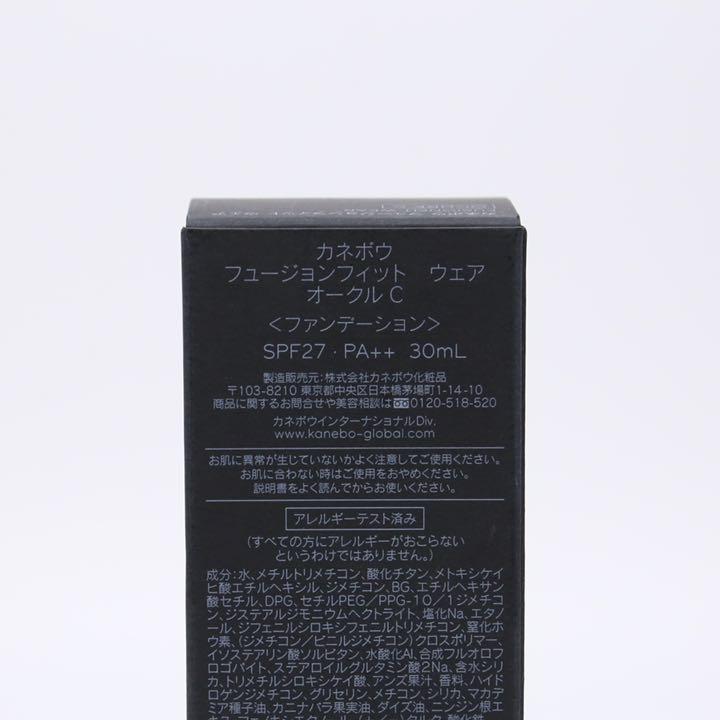 カネボウ
フュージョンフィット ウェア
オークル C
<ファンデーション>
SPF27・PA++ 30mL
製造販売元:株式会社カネボウ化粧品
〒103-8210 東京都中央区日本橋茅場町1-14-10
商品に関するお問合せや美容相談は 0120-518-520
カネボウインターナショナルDiv.
www.kanebo-global.com
お肌に異常が生じていないかよく注意してご使用ください。
お肌に合わない時はご使用をおやめください。
説明書をよく読んでからお使いください。
アレルギーテスト済み
(すべての方にアレルギーがおこらない
というわけではありません。)
成分:水、メチルトリメチコン、酸化チタン、メトキシケイ
ヒ酸エチルヘキシル、ジメチコン、BG、エチルヘキサン
酸セチル、DPG、セチルPEG/PPG-10/1ジメチコ
ン、ジステアルジモニウムヘクトライト、塩化Na、エタノ
ール、ジフェニルシロキシフェニルトリメチコン、窒化ホ
ウ素、(ジメチコン/ビニルジメチコン)クロスポリマー、
イソステアリン酸ソルビタン、水酸化Al、合成フルオロフ
ロゴパイト、ステアロイルグルタミン酸2Na、含水シリ
カ、トリメチルシロキシケイ酸、アンズ果汁、香料、ハイド
ロゲンジメチコン、グリセリン、メチコン、シリカ、マカデ
ミア種子油、カニナバラ果実油、ダイズ油、ニンジン根エ